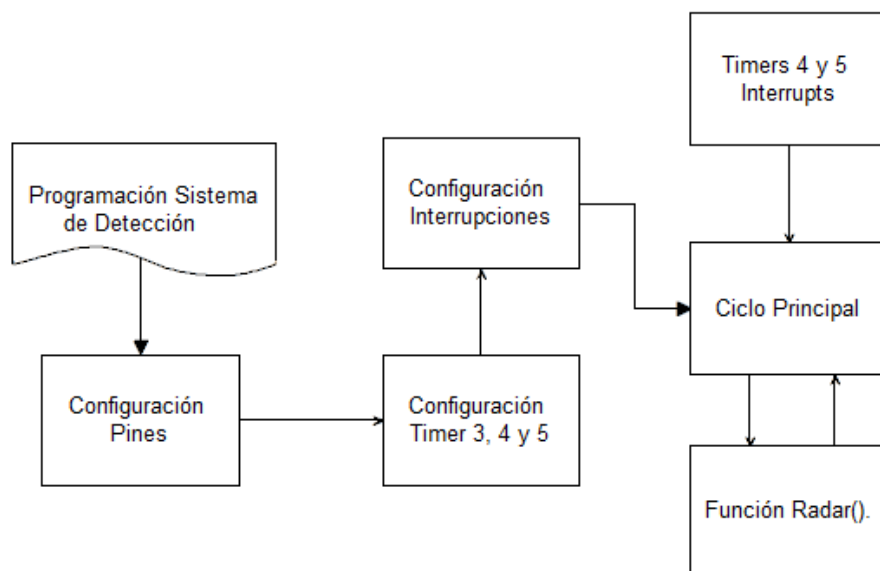 Programación Sistema
de Detección
Configuración
Pines
Configuración
Timer 3, 4 y 5
Configuración
Interrupciones
Timers 4 y 5
Interrupts
Ciclo Principal
Función Radar().